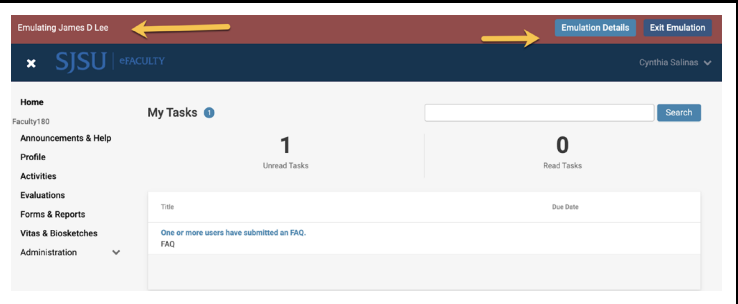 Emulating James D Lee
Emulation Details
Exit Emulation
× SJSU | eFACULTY
Cynthia Salinas
Home
Faculty180
Announcements & Help
Profile
Activities
Evaluations
Forms & Reports
Vitas & Biosketches
Administration
My Tasks 1
Search
1
Unread Tasks
0
Read Tasks
Title
Due Date
One or more users have submitted an FAQ.
FAQ